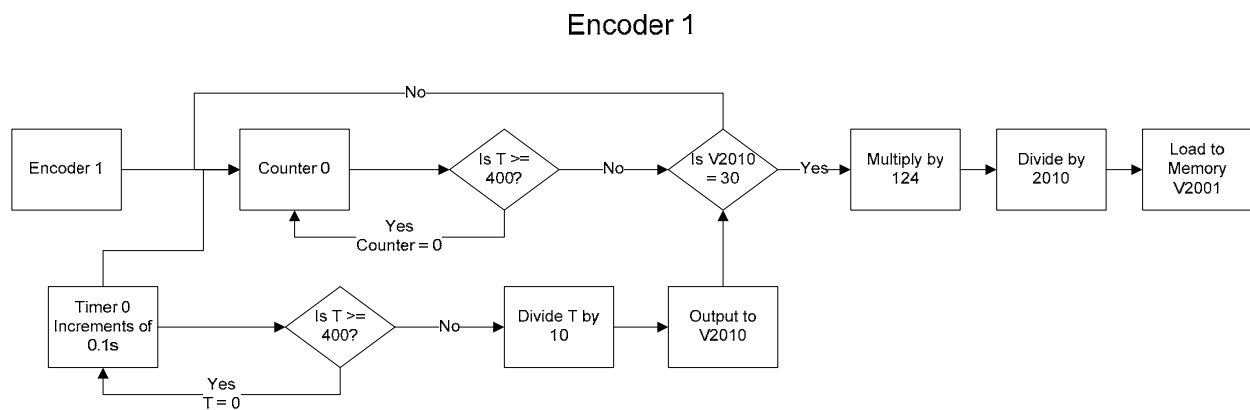 Encoder 1
No
Encoder 1
Counter 0
Is T >=
400?
No
Is V2010
= 30
Yes
Multiply by
124
Divide by
2010
Load to
Memory
V2001
Yes
Counter = 0
Timer 0
Increments of
0.1s
Is T >=
400?
No
Divide T by
10
Output to
V2010
Yes
T = 0